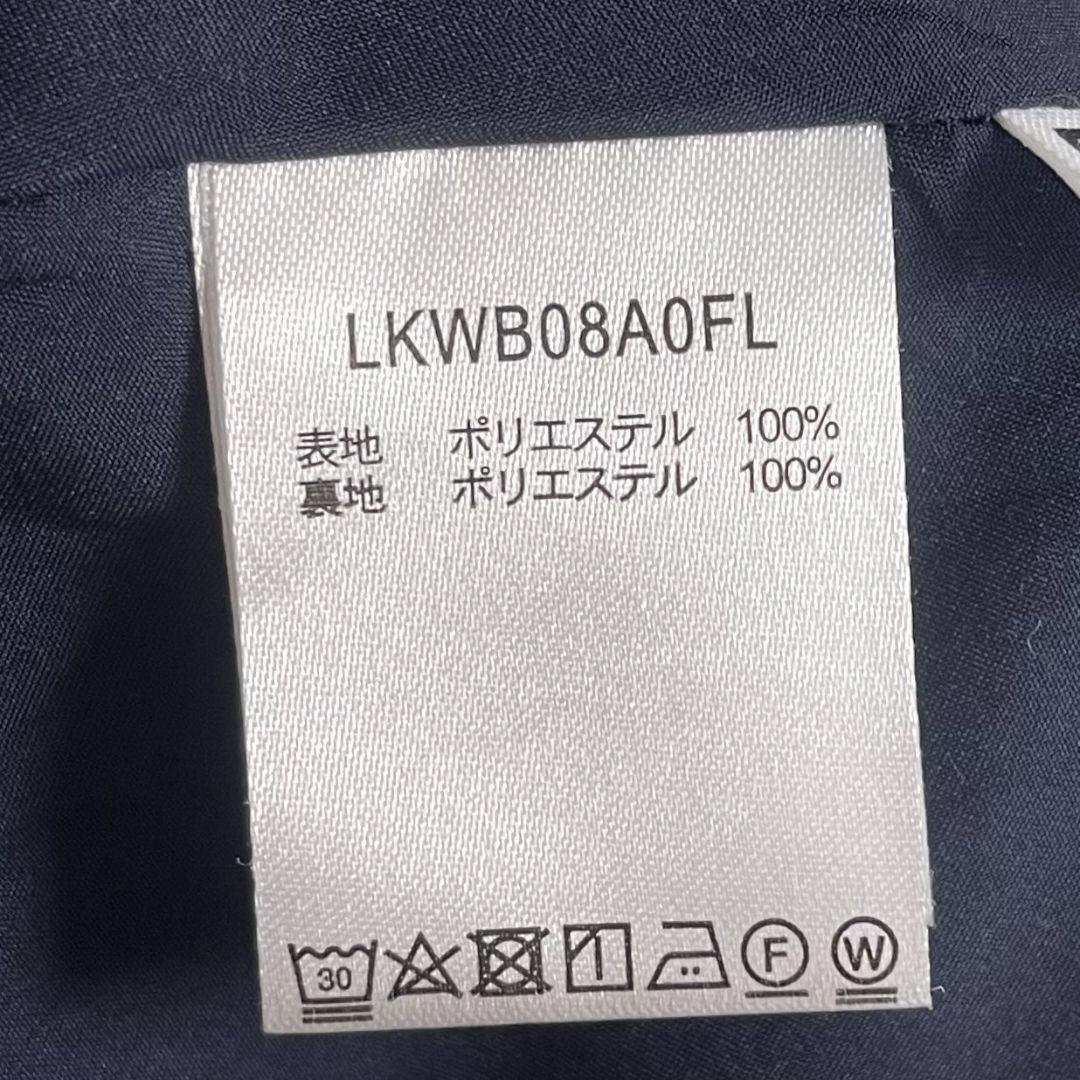 LKWB08A0FL
表地 ポリエステル 100%
裏地 ポリエステル 100%
30 F W